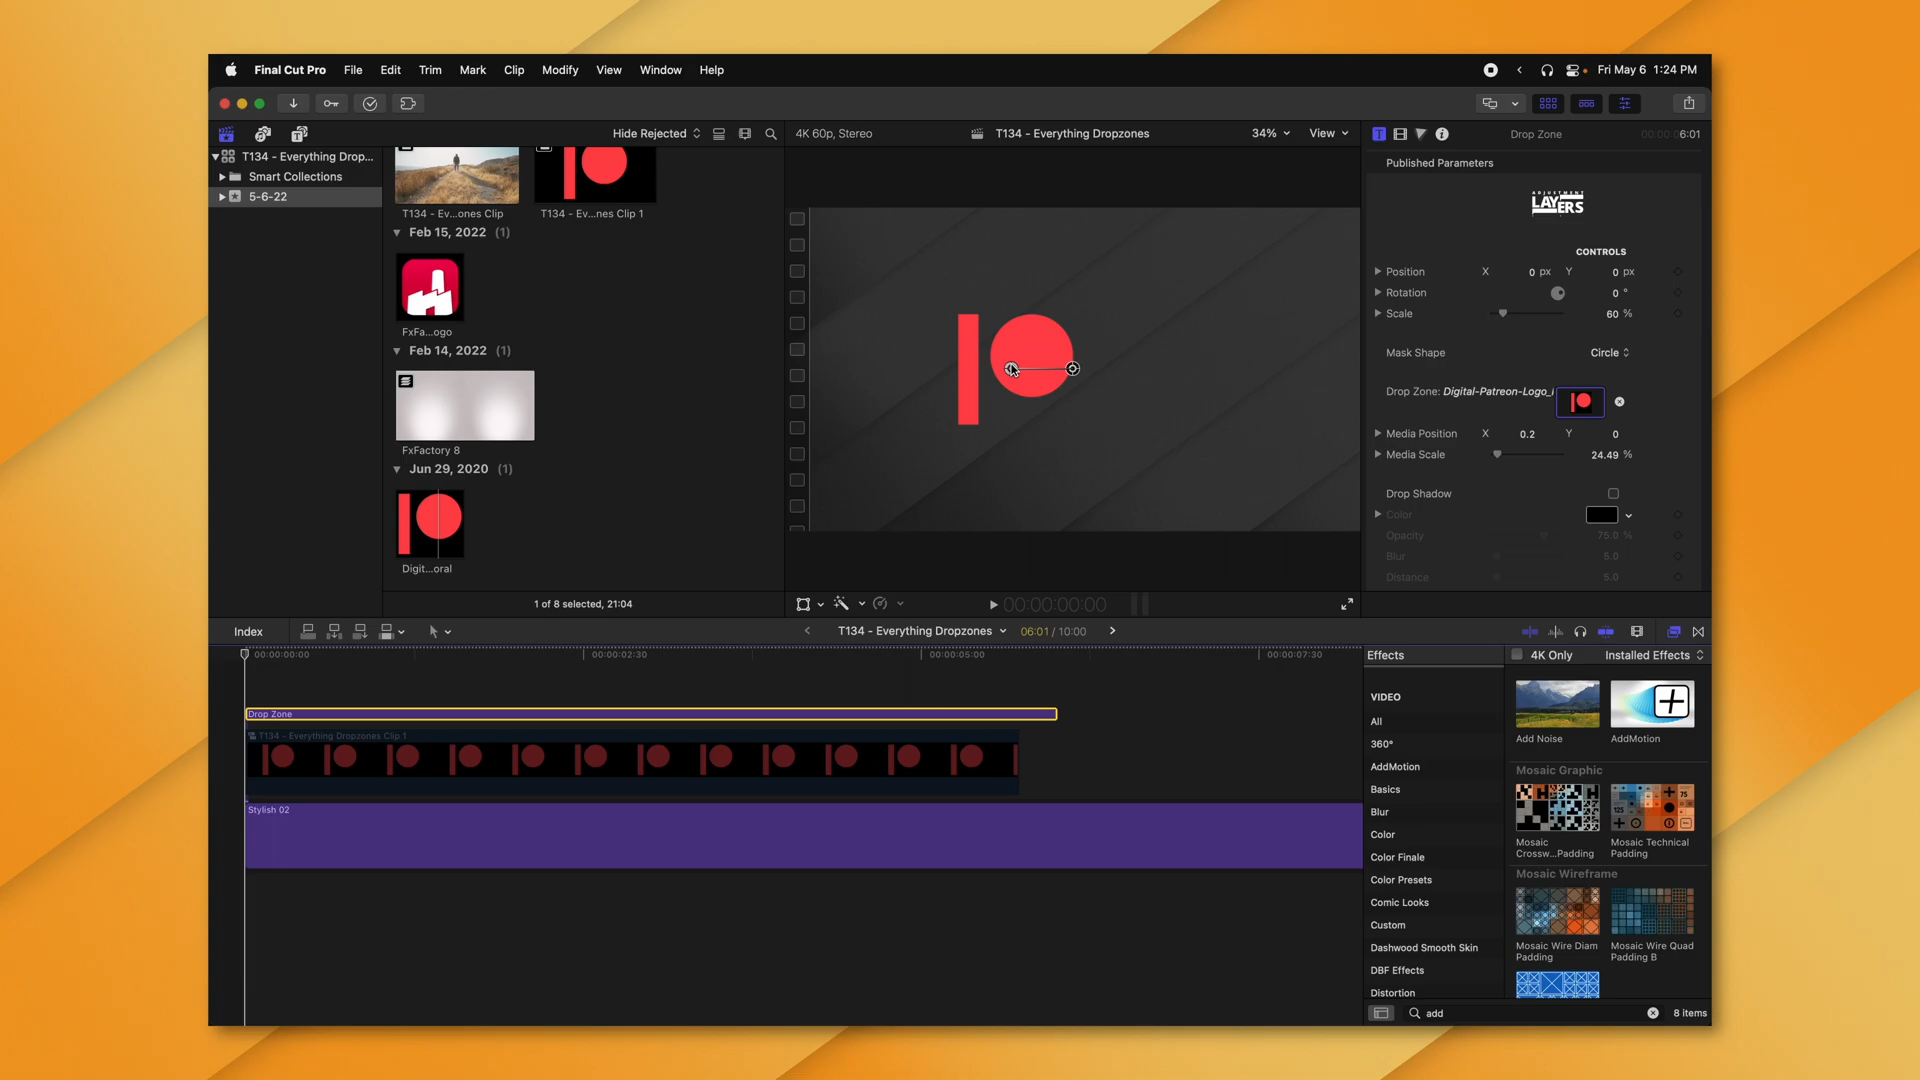 Final Cut Pro File Edit Trim Mark Clip Modify View Window Help Fri May 6 1:24 PM
Hide Rejected 4K 60p, Stereo T134 - Everything Dropzones 34% View Drop Zone 00:00:06:01
T134 - Everything Drop...
Smart Collections
5-6-22
T134 - Ev...ones Clip T134 - Ev...nes Clip 1
Feb 15, 2022 (1)
FxFa...ogo
Feb 14, 2022 (1)
FxFactory 8
Jun 29, 2020 (1)
Digit...oral
1 of 8 selected, 21:04
00:00:00:00
Published Parameters
ADJUSTMENT
LAYERS
CONTROLS
Position X 0 px Y 0 px
Rotation 0 °
Scale 60 %
Mask Shape Circle
Drop Zone: Digital-Patreon-Logo_
Media Position X 0.2 Y 0
Media Scale 24.49 %
Drop Shadow
Color
Opacity 75.0 %
Blur 5.0
Distance 5.0
Index T134 - Everything Dropzones 06:01 / 10:00
00:00:00:00 00:00:02:30 00:00:05:00 00:00:07:30
Drop Zone
T134 - Everything Dropzones Clip 1
Stylish 02
Effects 4K Only Installed Effects
VIDEO
All
360°
AddMotion
Basics
Blur
Color
Color Finale
Color Presets
Comic Looks
Custom
Dashwood Smooth Skin
DBF Effects
Distortion
Add Noise AddMotion
Mosaic Graphic
Mosaic
Crossw...Padding
Mosaic Technical
Padding
Mosaic Wireframe
Mosaic Wire Diam
Padding
Mosaic Wire Quad
Padding B
add 8 items